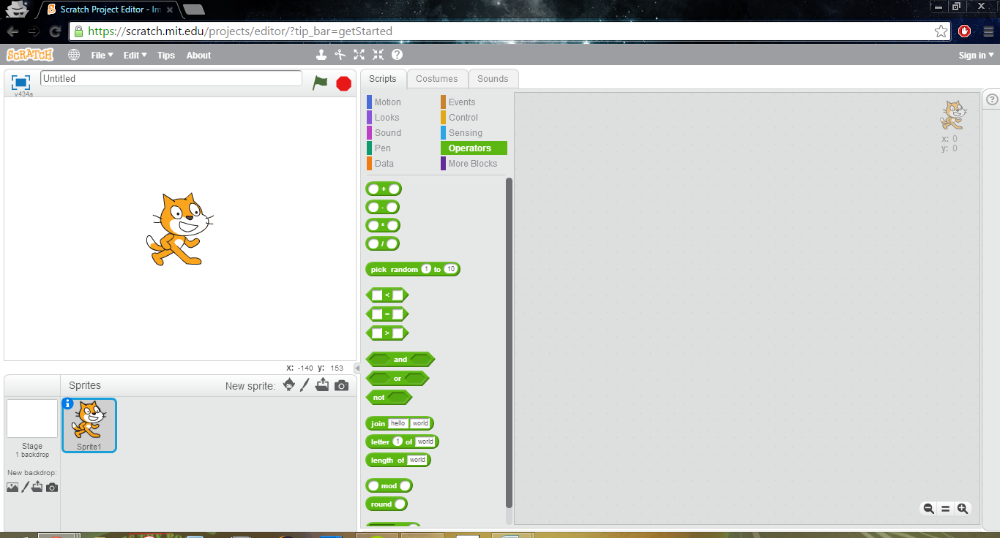 Scratch Project Editor - Im
https://scratch.mit.edu/projects/editor/?tip_bar=getStarted
SCRATCH File Edit Tips About Sign in
Untitled
v434a
Scripts Costumes Sounds
Motion Events
Looks Control
Sound Sensing
Pen Operators
Data More Blocks
x: 0
y: 0
+
-
*
/
pick random 1 to 10
<
=
>
and
or
not
join hello world
letter 1 of world
length of world
mod
round
x: -140 y: 153
Sprites New sprite:
Stage
1 backdrop
New backdrop:
Sprite1